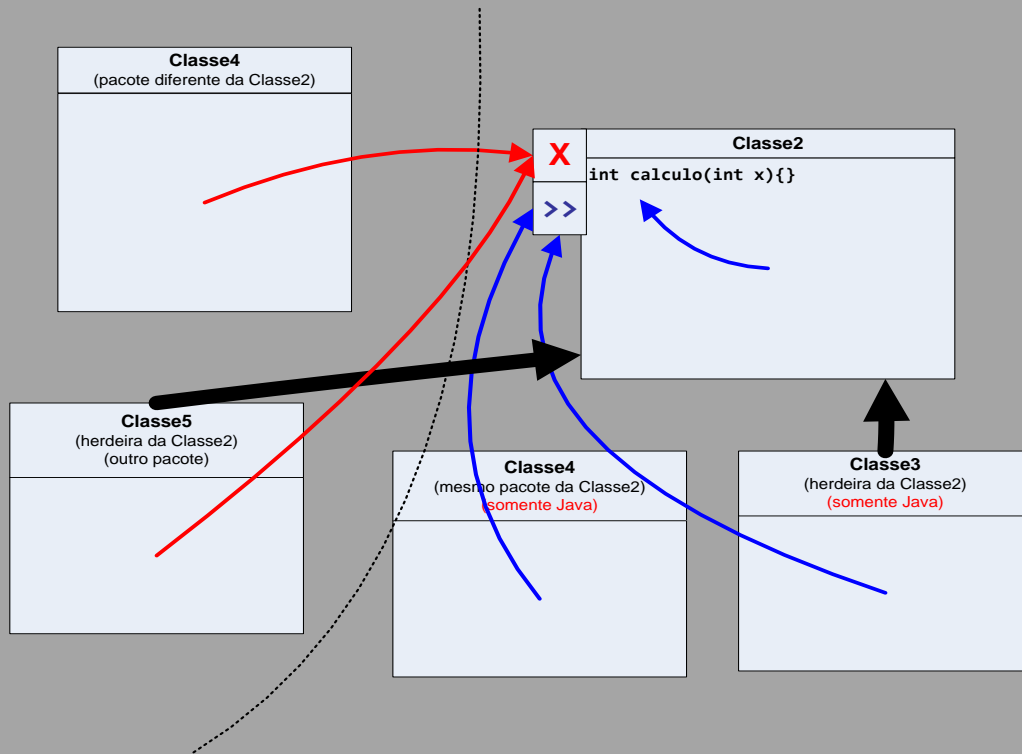 Classe4
(pacote diferente da Classe2)
X
>>
Classe2
int calculo(int x){}
Classe5
(herdeira da Classe2)
(outro pacote)
Classe4
(mesmo pacote da Classe2)
(somente Java)
Classe3
(herdeira da Classe2)
(somente Java)